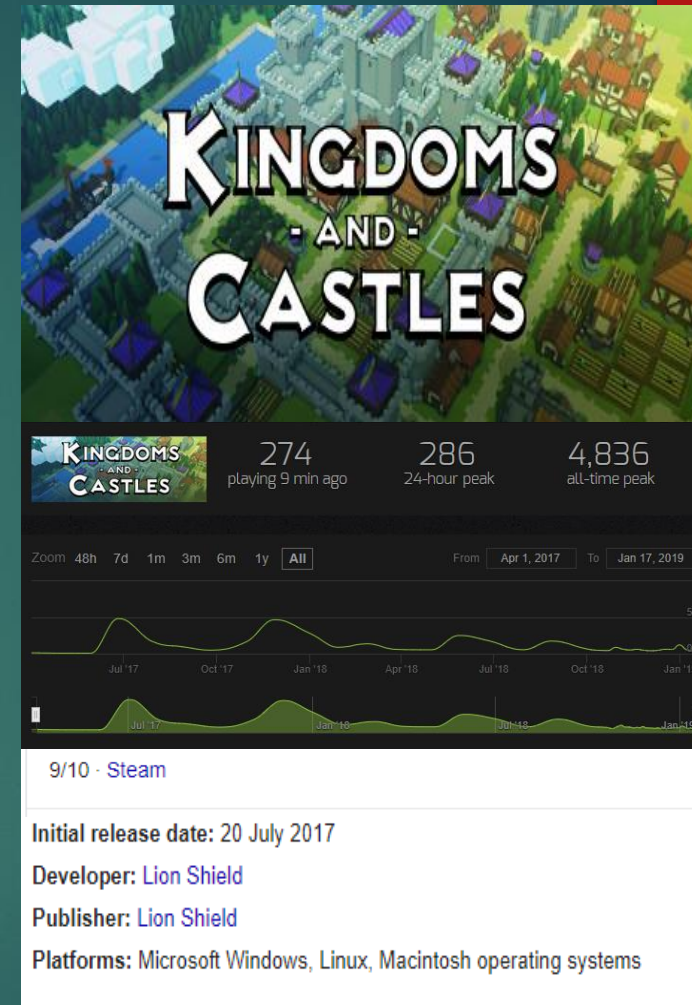 KINGDOMS
- AND -
CASTLES
KINGDOMS
- AND -
CASTLES
274
playing 9 min ago
286
24-hour peak
4,836
all-time peak
Zoom 48h 7d 1m 3m 6m 1y All From Apr 1, 2017 To Jan 17, 2019
Jul '17 Oct '17 Jan '18 Apr '18 Jul '18 Oct '18
Jul '17 Jan '18 Jul '18
9/10 · Steam
Initial release date: 20 July 2017
Developer: Lion Shield
Publisher: Lion Shield
Platforms: Microsoft Windows, Linux, Macintosh operating systems